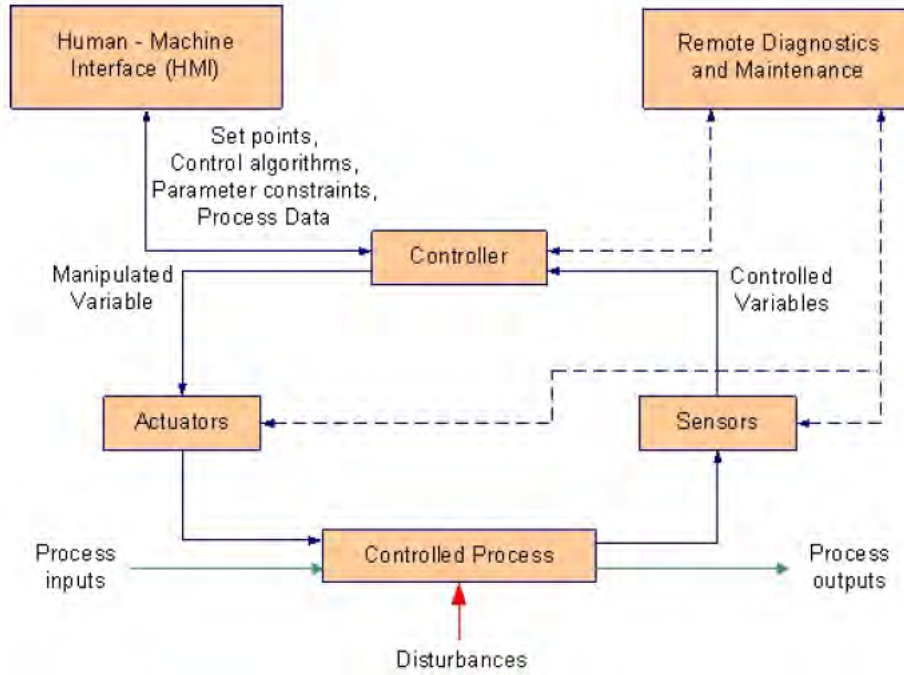 Human - Machine
Interface (HMI)
Remote Diagnostics
and Maintenance
Set points,
Control algorithms,
Parameter constraints,
Process Data
Controller
Manipulated
Variable
Controlled
Variables
Actuators
Sensors
Process
inputs
Controlled Process
Process
outputs
Disturbances